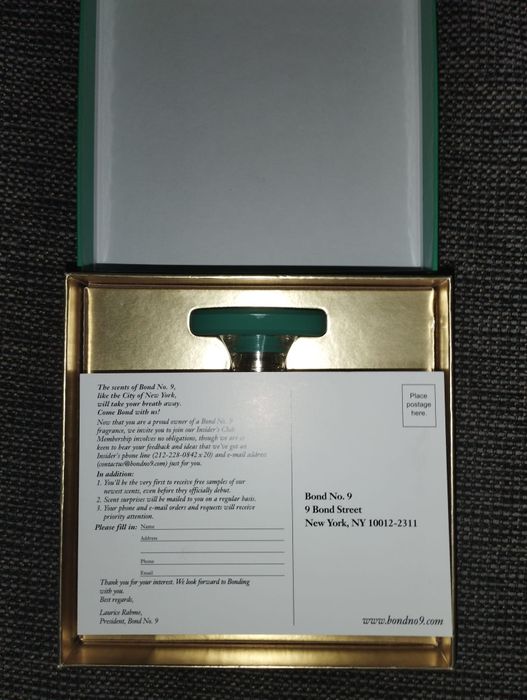 The scents of Bond No. 9,
like the City of New York,
will take your breath away.
Come Bond with us!
Now that you are a proud owner of a Bond No. 9
fragrance, we invite you to join our Insider's Club.
Membership involves no obligations, though we are so
keen to hear your feedback and ideas that we've got an
Insider's phone line (212-228-0842 x 20) and e-mail address
(contactus@bondno9.com) just for you.
In addition:
1. You'll be the very first to receive free samples of our
newest scents, even before they officially debut.
2. Scent surprises will be mailed to you on a regular basis.
3. Your phone and e-mail orders and requests will receive
priority attention.
Please fill in: Name
Address
Phone
Email
Thank you for your interest. We look forward to Bonding
with you.
Best regards,
Laurice Rahme,
President, Bond No. 9
Place
postage
here.
Bond No. 9
9 Bond Street
New York, NY 10012-2311
www.bondno9.com